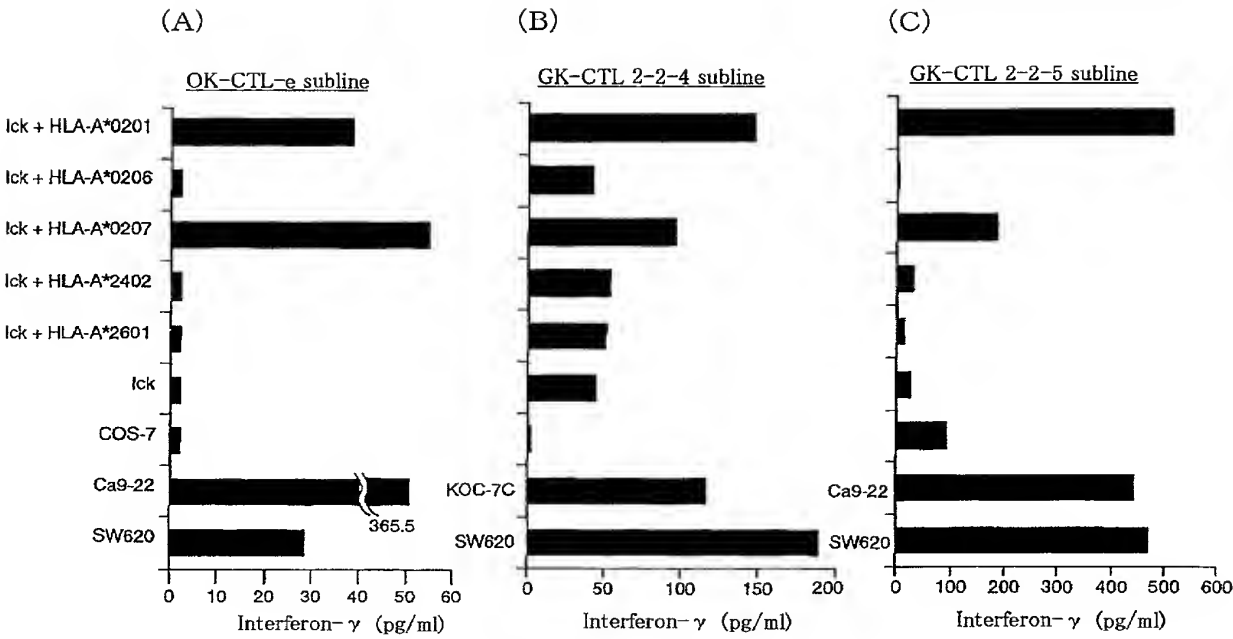 (A)
OK-CTL-e subline
lck + HLA-A*0201
lck + HLA-A*0206
lck + HLA-A*0207
lck + HLA-A*2402
lck + HLA-A*2601
lck
COS-7
Ca9-22
SW620
365.5
0 10 20 30 40 50 60
Interferon-γ (pg/ml)
(B)
GK-CTL 2-2-4 subline
KOC-7C
SW620
0 50 100 150 200
Interferon-γ (pg/ml)
(C)
GK-CTL 2-2-5 subline
Ca9-22
SW620
0 100 200 300 400 500 600
Interferon-γ (pg/ml)